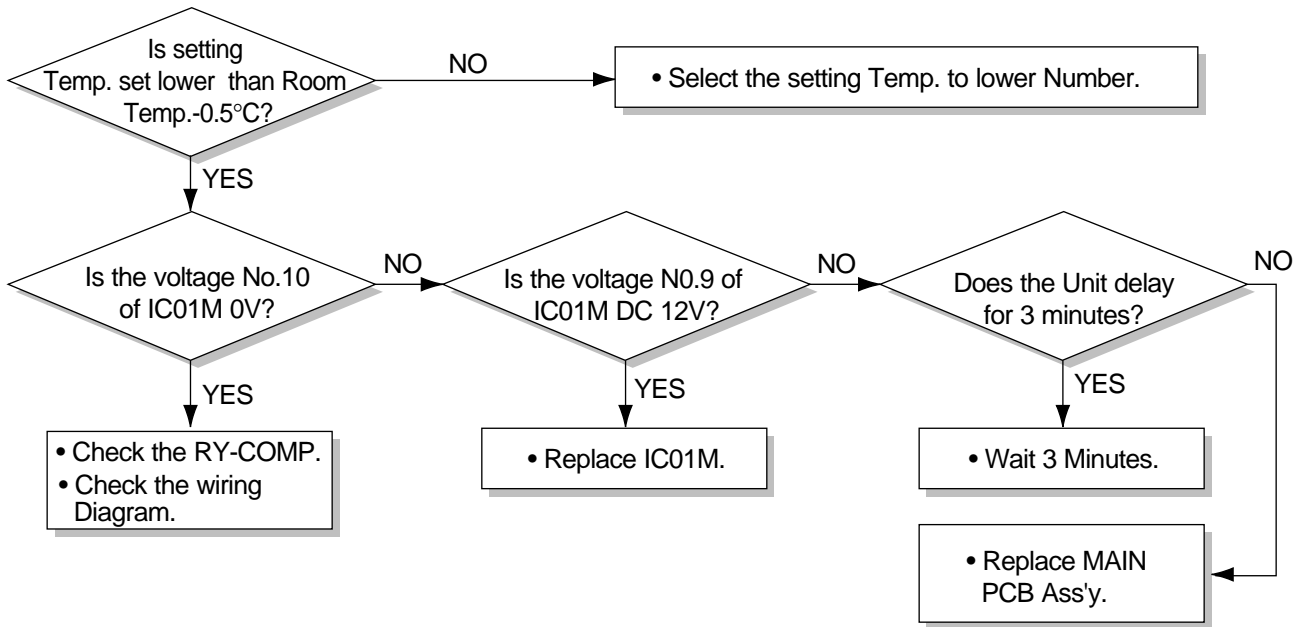 Is setting
Temp. set lower than Room
Temp.-0.5°C?
NO
• Select the setting Temp. to lower Number.
YES
Is the voltage No.10
of IC01M 0V?
NO
Is the voltage N0.9 of
IC01M DC 12V?
NO
Does the Unit delay
for 3 minutes?
NO
YES
• Check the RY-COMP.
• Check the wiring
Diagram.
YES
• Replace IC01M.
YES
• Wait 3 Minutes.
• Replace MAIN
PCB Ass'y.